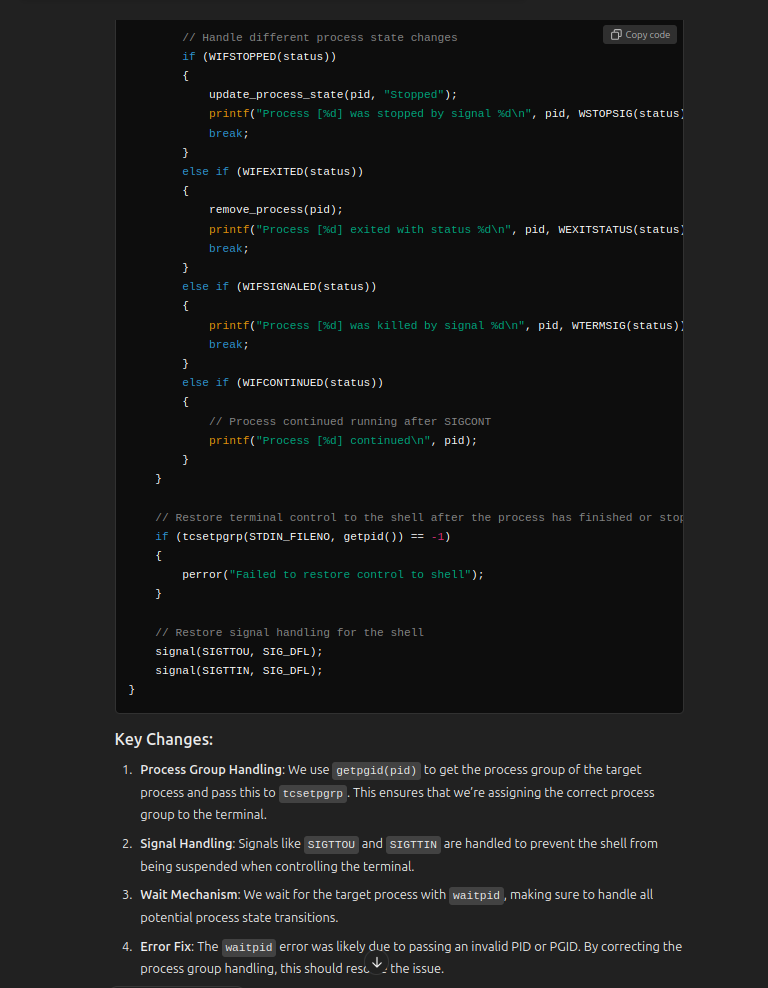 // Handle different process state changes
Copy code
if (WIFSTOPPED(status))
{
update_process_state(pid, "Stopped");
printf("Process [%d] was stopped by signal %d\n", pid, WSTOPSIG(status)
break;
}
else if (WIFEXITED(status))
{
remove_process(pid);
printf("Process [%d] exited with status %d\n", pid, WEXITSTATUS(status)
break;
}
else if (WIFSIGNALED(status))
{
printf("Process [%d] was killed by signal %d\n", pid, WTERMSIG(status))
break;
}
else if (WIFCONTINUED(status))
{
// Process continued running after SIGCONT
printf("Process [%d] continued\n", pid);
}
}
// Restore terminal control to the shell after the process has finished or stop
if (tcsetpgrp(STDIN_FILENO, getpid()) == -1)
{
perror("Failed to restore control to shell");
}
// Restore signal handling for the shell
signal(SIGTTOU, SIG_DFL);
signal(SIGTTIN, SIG_DFL);
}
Key Changes:
1. Process Group Handling: We use getpgid(pid) to get the process group of the target
process and pass this to tcsetpgrp. This ensures that we're assigning the correct process
group to the terminal.
2. Signal Handling: Signals like SIGTTOU and SIGTTIN are handled to prevent the shell from
being suspended when controlling the terminal.
3. Wait Mechanism: We wait for the target process with waitpid, making sure to handle all
potential process state transitions.
4. Error Fix: The waitpid error was likely due to passing an invalid PID or PGID. By correcting the
process group handling, this should the issue.